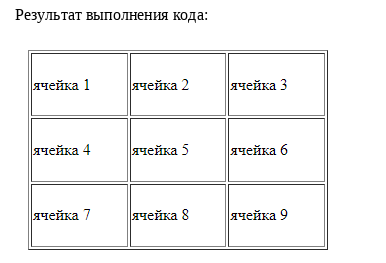 Результат выполнения кода:
ячейка 1 ячейка 2 ячейка 3
ячейка 4 ячейка 5 ячейка 6
ячейка 7 ячейка 8 ячейка 9